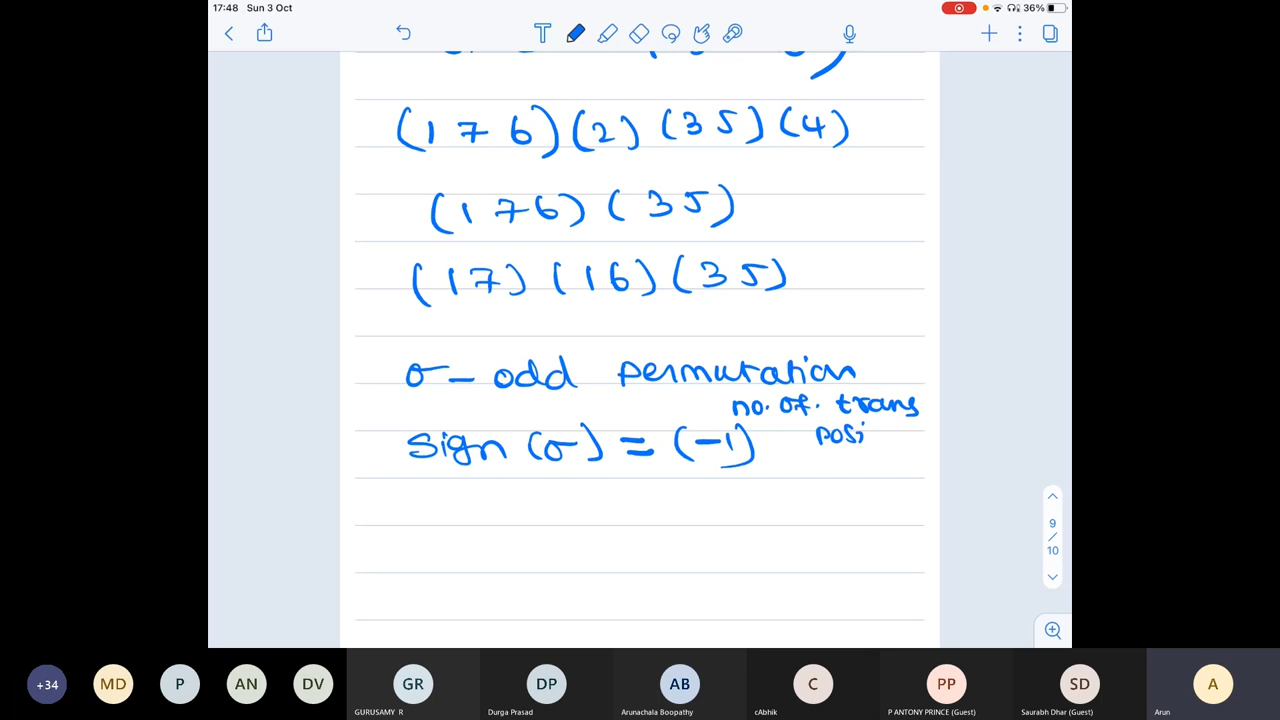 17:48 Sun 3 Oct
36%
(1 7 6) (2) (3 5) (4)
(1 7 6) (3 5)
(1 7) (1 6) (3 5)
σ - odd permutation
no. of. trans
posi
sign (σ) = (-1)
9
/
10
+34
MD
P
AN
DV
GR
DP
AB
C
PP
SD
A
GURUSAMY R
Durga Prasad
Arunachala Boopathy
cAbhik
P ANTONY PRINCE (Guest)
Saurabh Dhar (Guest)
Arun